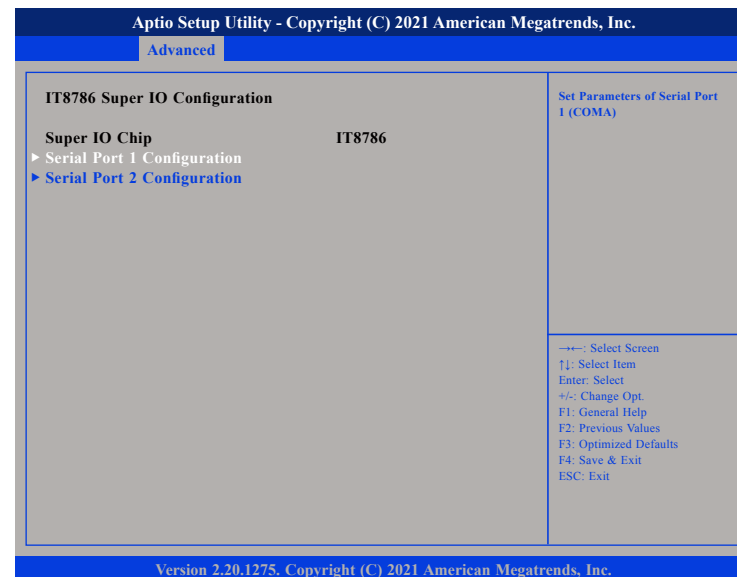 Aptio Setup Utility - Copyright (C) 2021 American Megatrends, Inc.
Advanced
IT8786 Super IO Configuration
Super IO Chip IT8786
► Serial Port 1 Configuration
► Serial Port 2 Configuration
Set Parameters of Serial Port
1 (COMA)
→←: Select Screen
↑↓: Select Item
Enter: Select
+/-: Change Opt.
F1: General Help
F2: Previous Values
F3: Optimized Defaults
F4: Save & Exit
ESC: Exit
Version 2.20.1275. Copyright (C) 2021 American Megatrends, Inc.